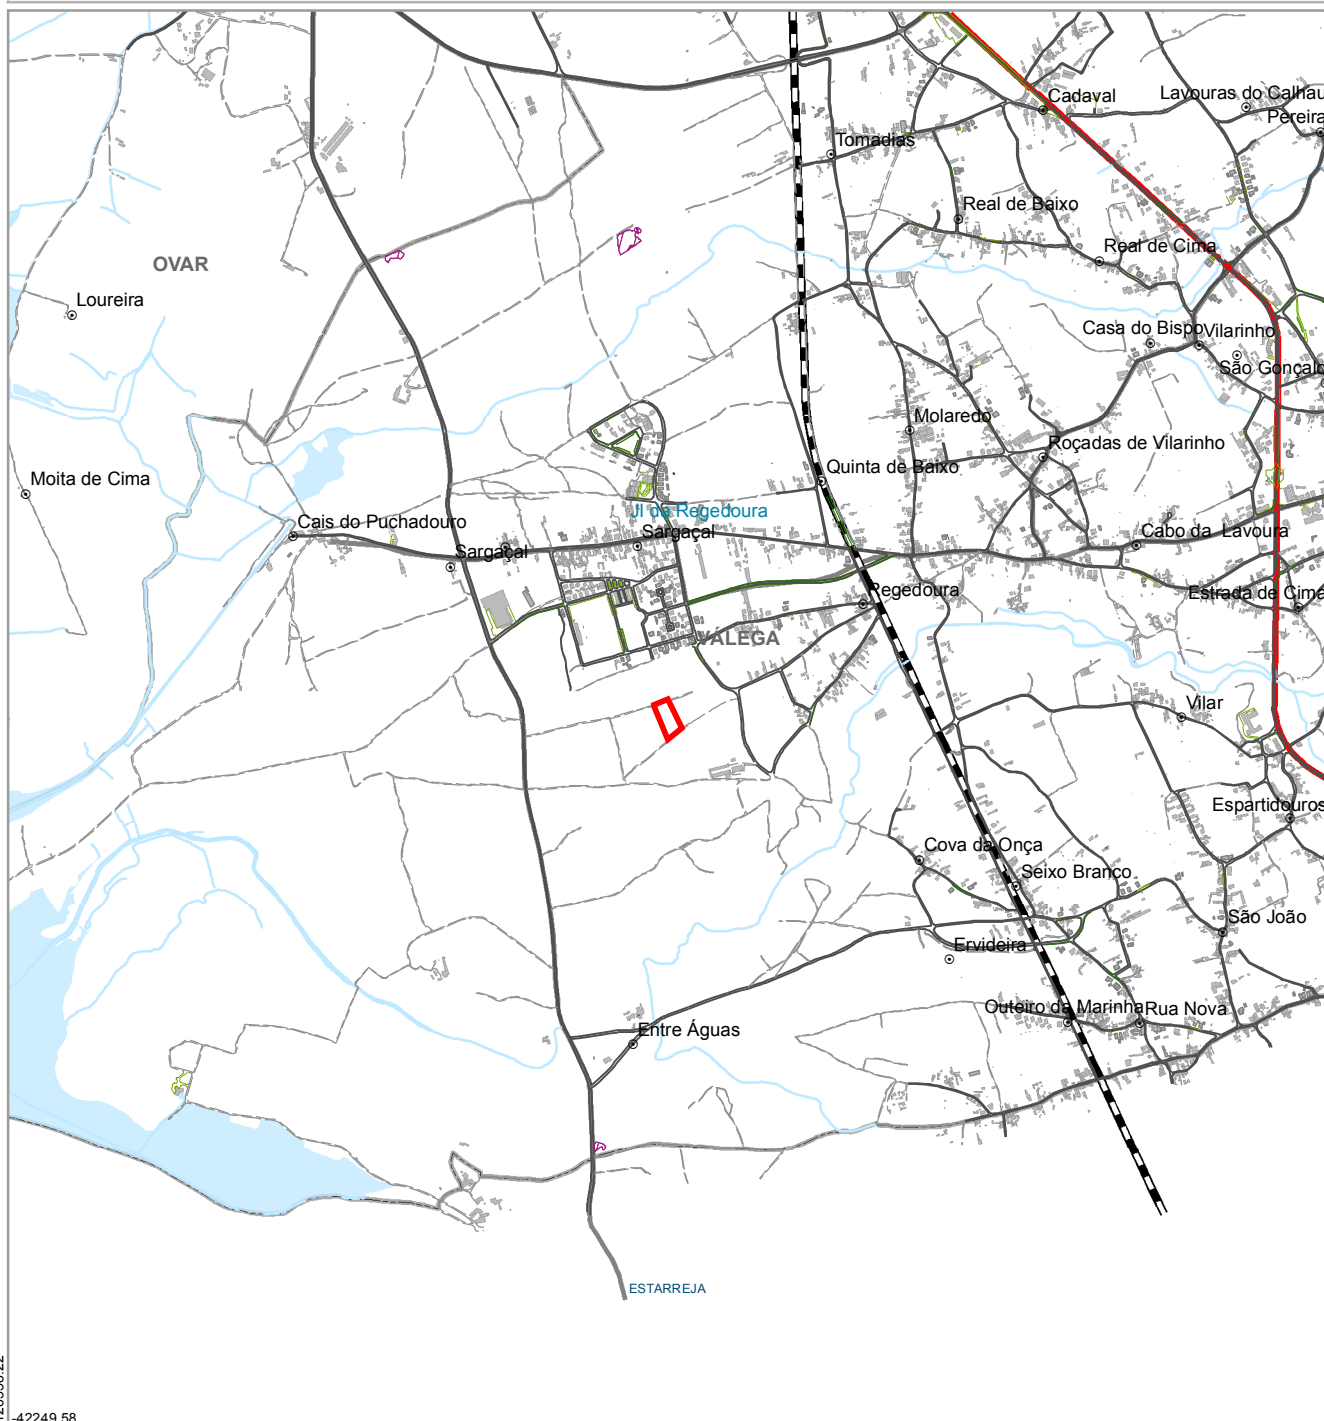 Cadaval
Lavouras do Calhau
Pereira
Tomadias
Real de Baixo
Real de Cima
OVAR
Loureira
Casa do Bispo
Vilarinho
São Gonçalo
Molaredo
Roçadas de Vilarinho
Quinta de Baixo
Moita de Cima
JI da Regedoura
Cais do Puchadouro
Sargaçal
Sargaçal
Cabo da Lavoura
Regedoura
Estrada de Cima
VÁLEGA
Vilar
Espartidouros
Cova da Onça
Seixo Branco
São João
Ervideira
Outeiro da Marinha
Rua Nova
Entre Águas
ESTARREJA
-42249.58